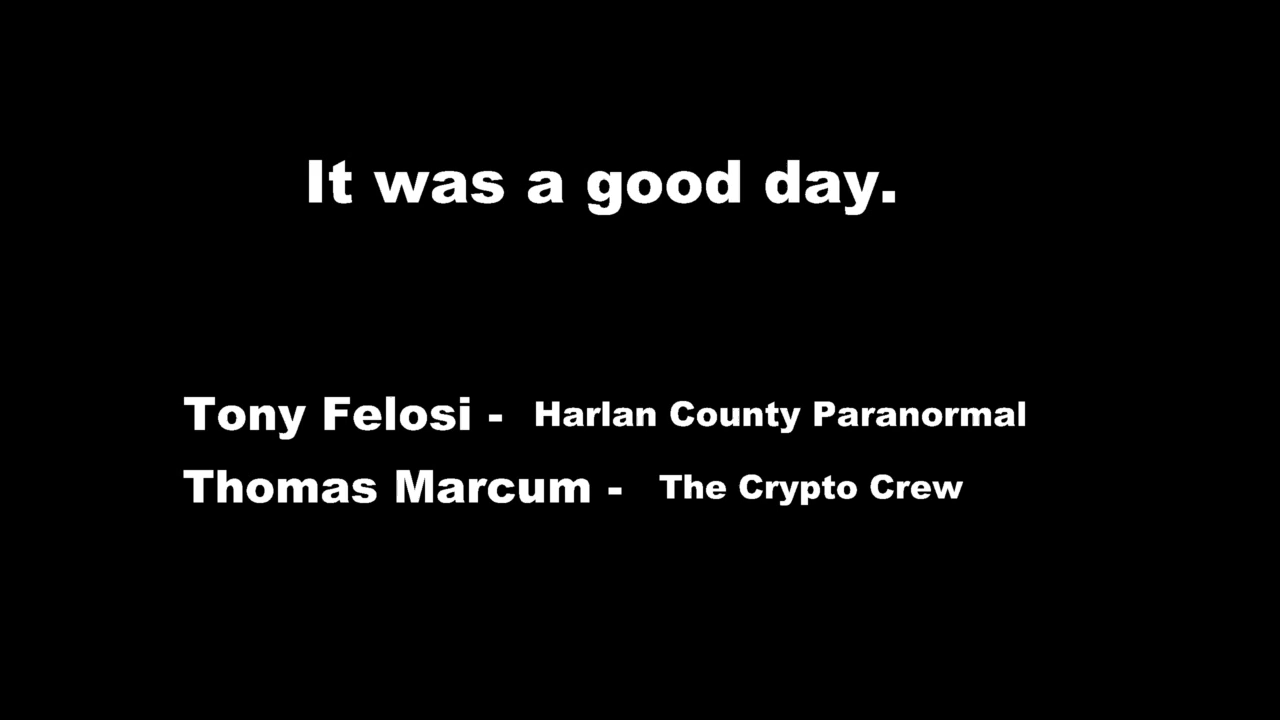 It was a good day.
Tony Felosi - Harlan County Paranormal
Thomas Marcum - The Crypto Crew